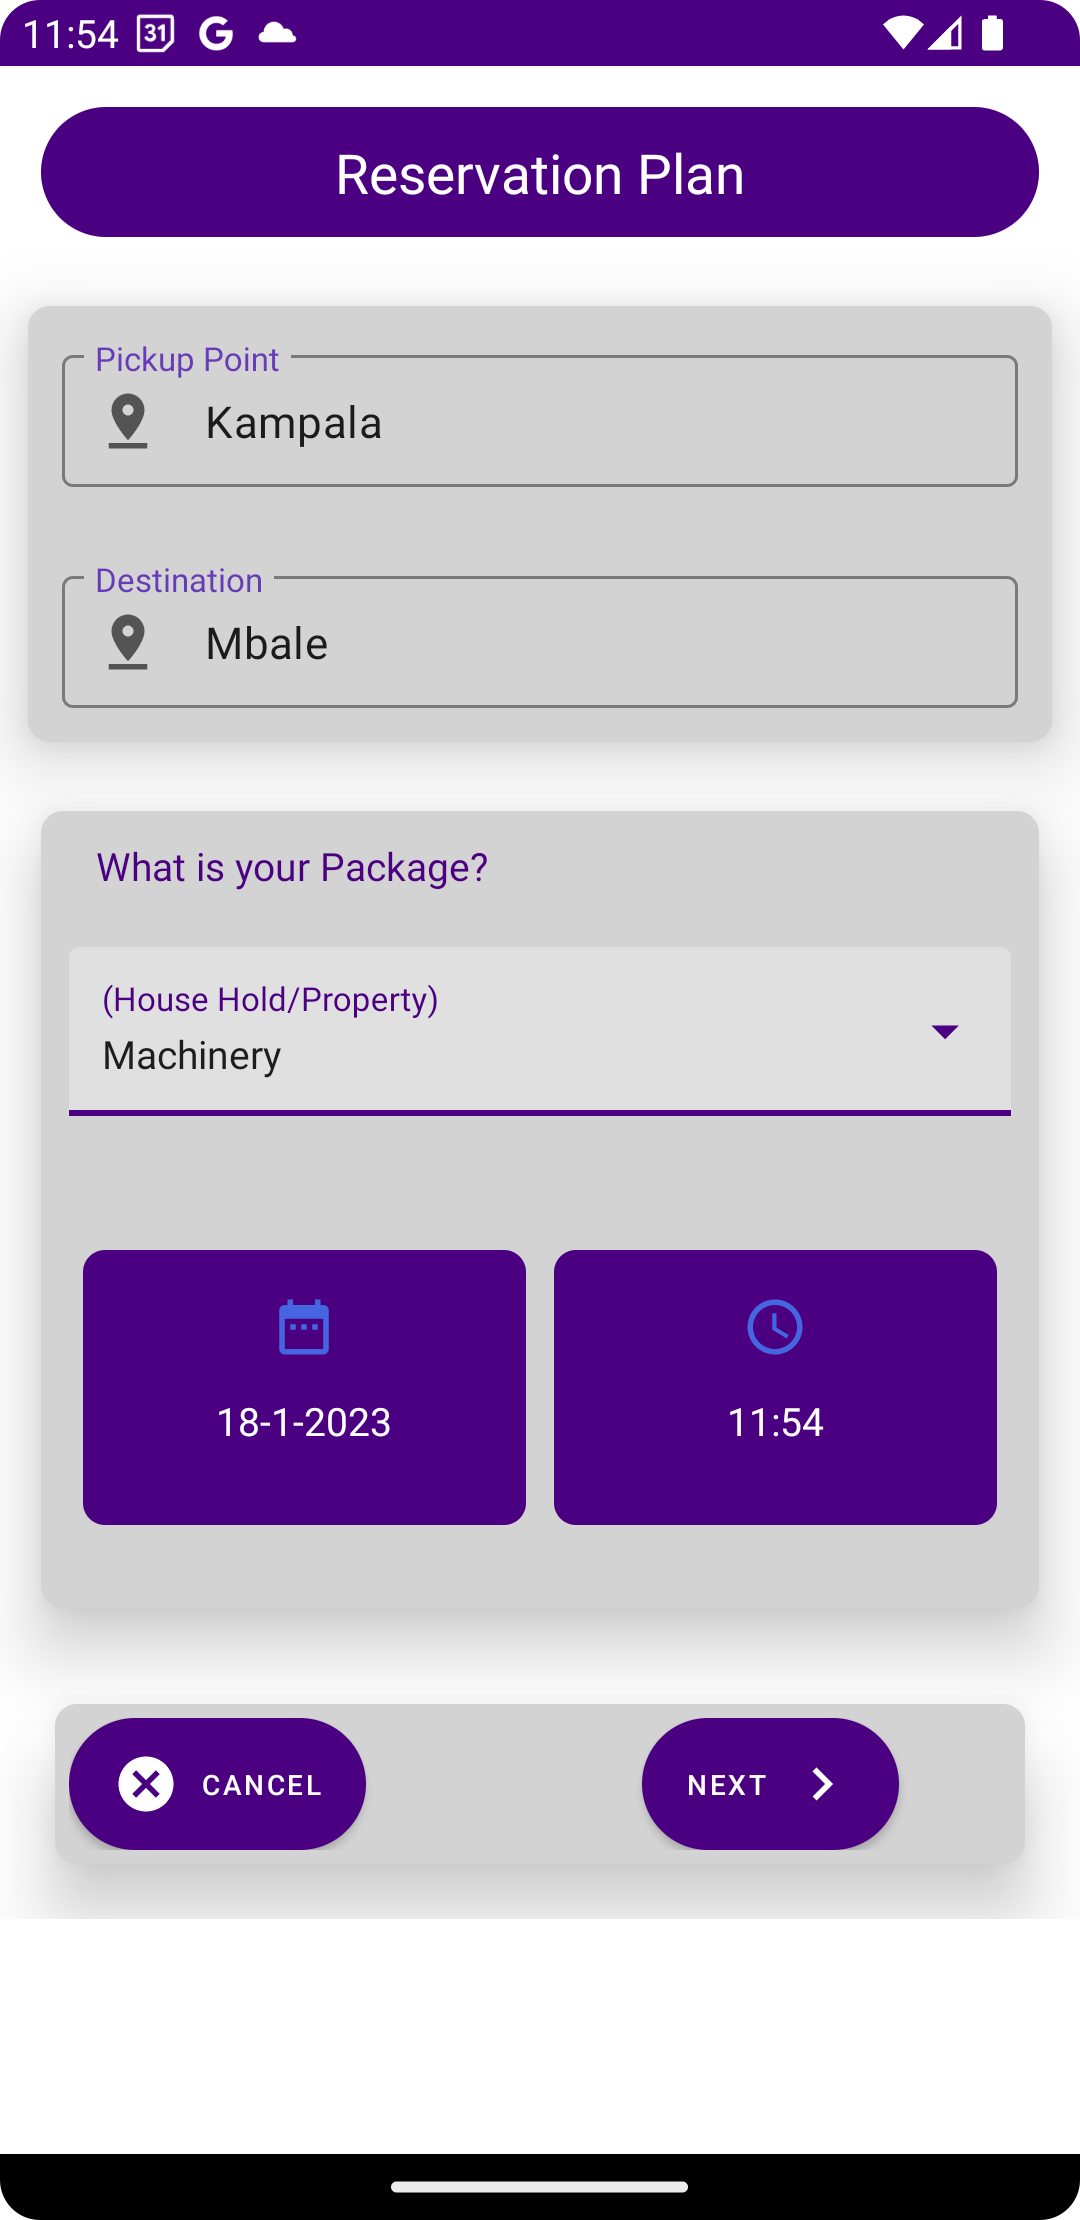 11:54 31 G
Reservation Plan
Pickup Point
Kampala
Destination
Mbale
What is your Package?
(House Hold/Property)
Machinery
18-1-2023
11:54
CANCEL
NEXT